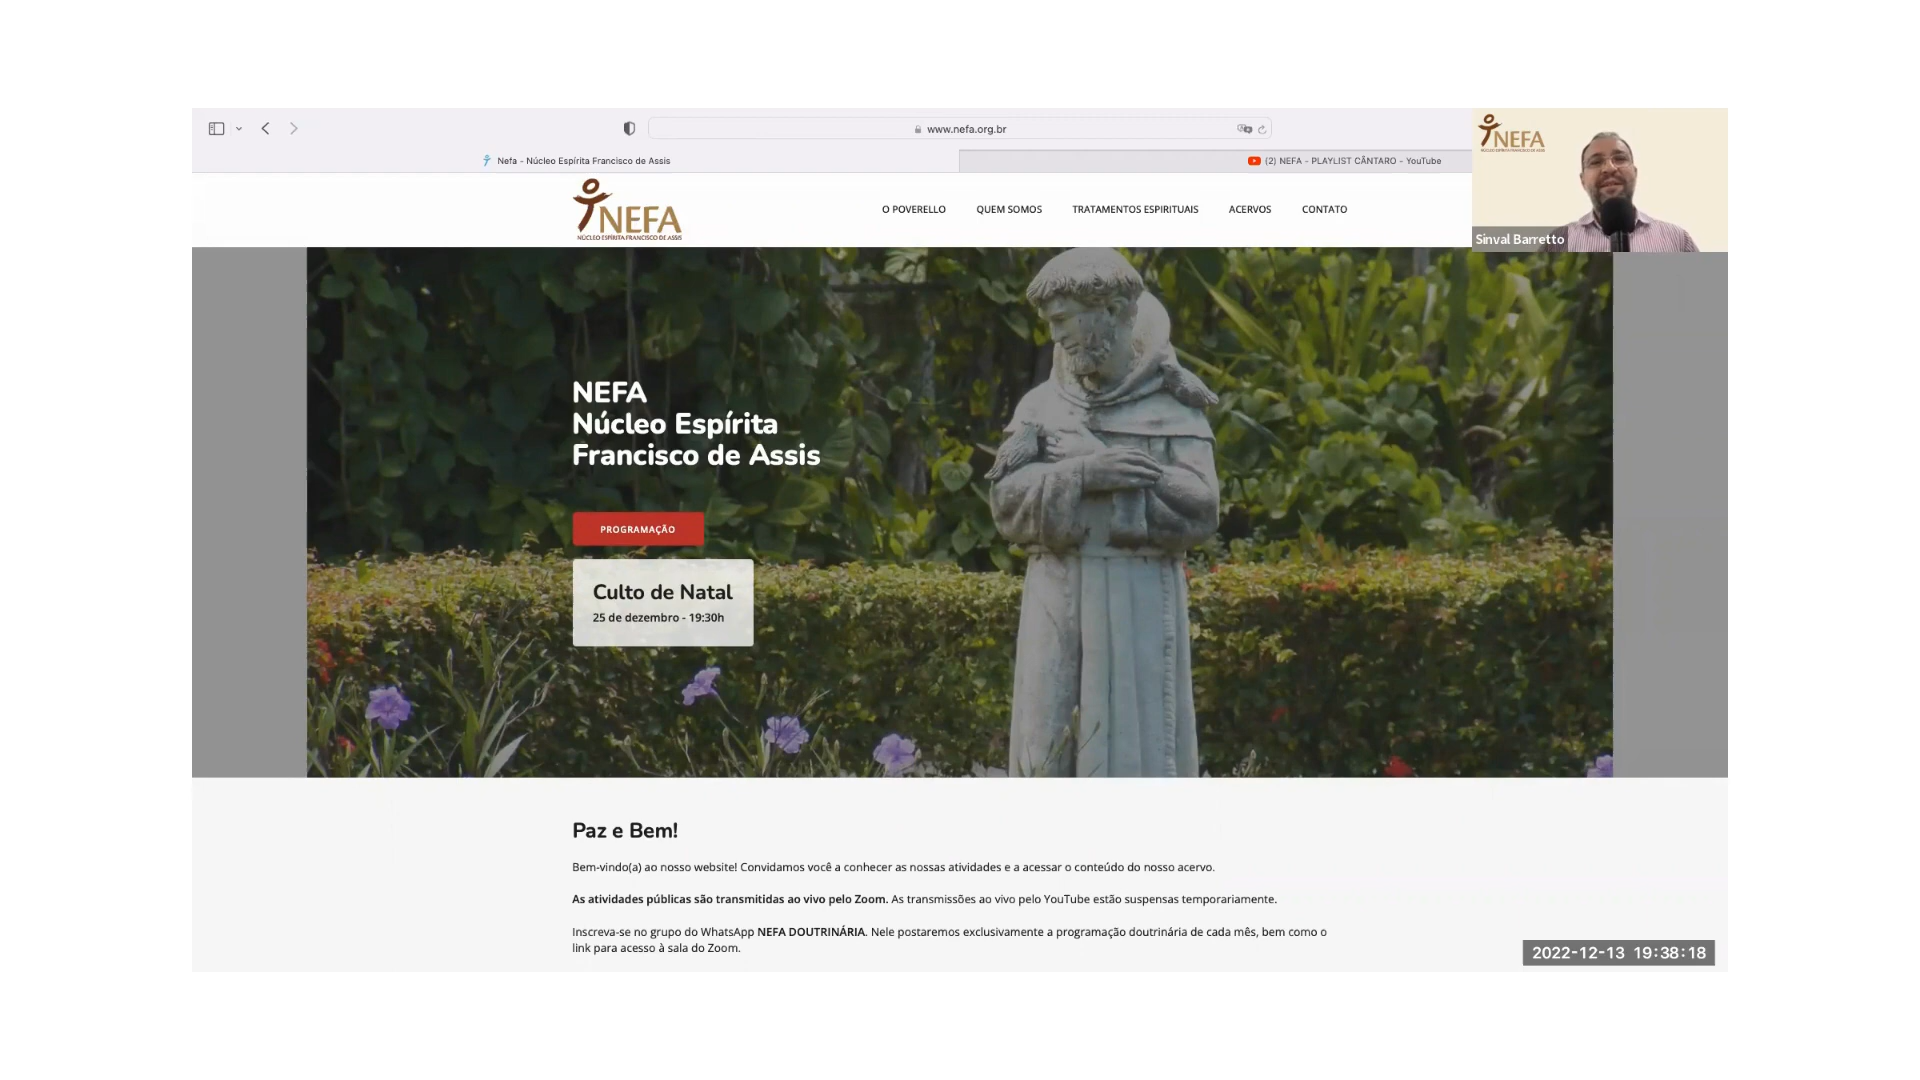 www.nefa.org.br
Nefa - Núcleo Espírita Francisco de Assis
(2) NEFA - PLAYLIST CÂNTARO - YouTube
NEFA
NÚCLEO ESPÍRITA FRANCISCO DE ASSIS
O POVERELLO
QUEM SOMOS
TRATAMENTOS ESPIRITUAIS
ACERVOS
CONTATO
NEFA
NÚCLEO ESPÍRITA FRANCISCO DE ASSIS
Sinval Barretto
NEFA
Núcleo Espírita
Francisco de Assis
PROGRAMAÇÃO
Culto de Natal
25 de dezembro - 19:30h
Paz e Bem!
Bem-vindo(a) ao nosso website! Convidamos você a conhecer as nossas atividades e a acessar o conteúdo do nosso acervo.
As atividades públicas são transmitidas ao vivo pelo Zoom. As transmissões ao vivo pelo YouTube estão suspensas temporariamente.
Inscreva-se no grupo do WhatsApp NEFA DOUTRINÁRIA. Nele postaremos exclusivamente a programação doutrinária de cada mês, bem como o
link para acesso à sala do Zoom.
2022-12-13 19:38:18